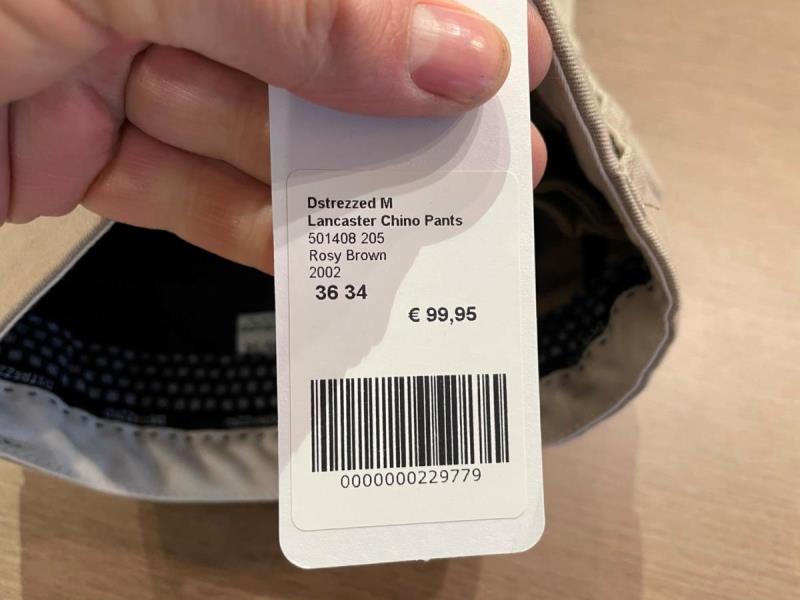 Dstrezzed M
Lancaster Chino Pants
501408 205
Rosy Brown
2002
36 34
€ 99,95
0000000229779